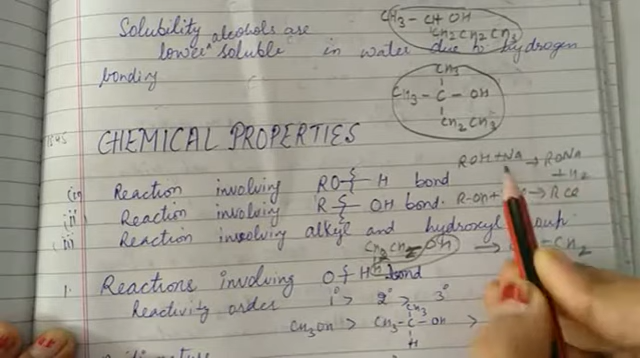 CH3 - CH OH
CH2 CH2 CH3
Solubility alcohols are
lower soluble in water due to hydrogen
bonding
CH3
CH3 - C - OH
CH2CH3
CHEMICAL PROPERTIES
ROH + Na → RONa
+ H2
(i) Reaction involving RO - H bond
(ii) Reaction involving R - OH bond. R-OH + → RCl
(iii) Reaction involving alkyl and hydroxyl
CH2 CH2 - OH → CH2
1. Reactions involving O - H bond
Reactivity order 1° > 2° > 3°
CH3
CH3OH > CH3 - C - OH >
H